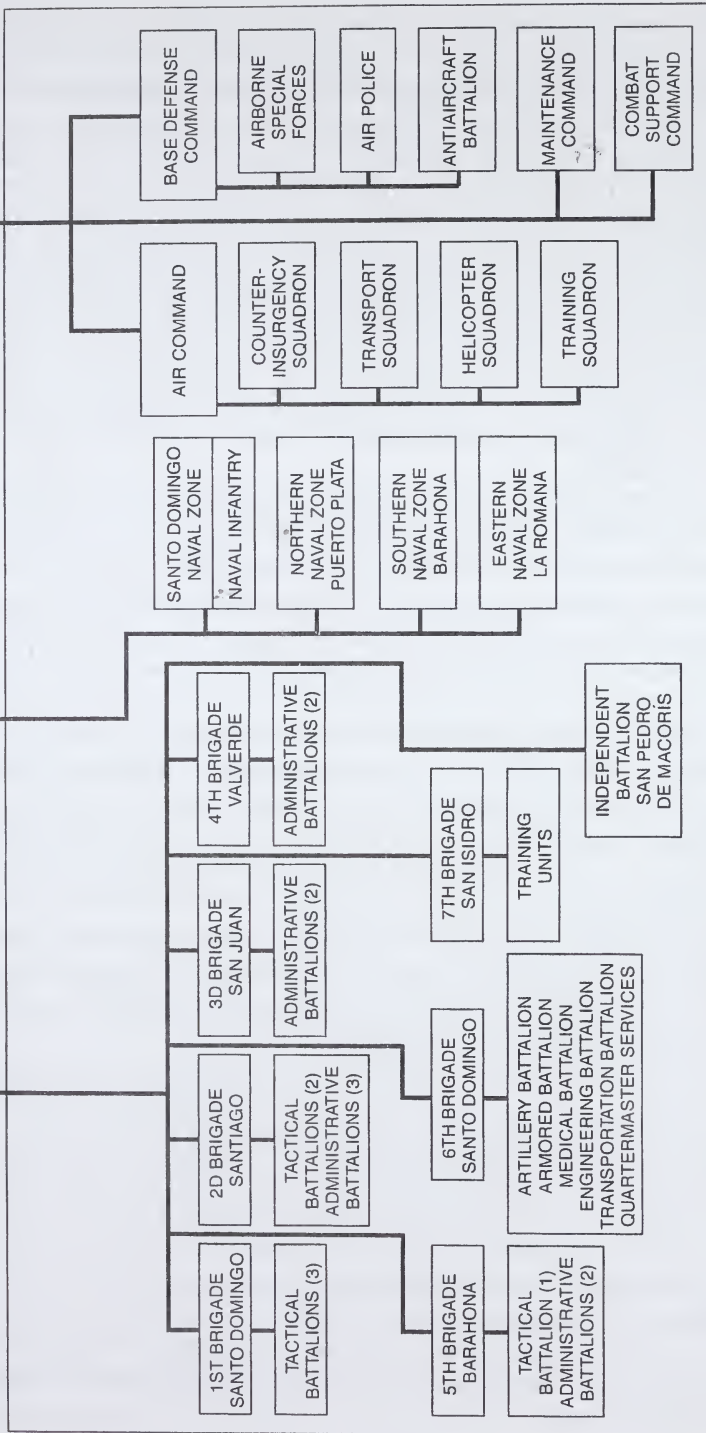 1ST BRIGADE
SANTO DOMINGO
TACTICAL
BATTALIONS (3)
2D BRIGADE
SANTIAGO
TACTICAL
BATTALIONS (2)
ADMINISTRATIVE
BATTALIONS (3)
3D BRIGADE
SAN JUAN
ADMINISTRATIVE
BATTALIONS (2)
4TH BRIGADE
VALVERDE
ADMINISTRATIVE
BATTALIONS (2)
5TH BRIGADE
BARAHONA
TACTICAL
BATTALION (1)
ADMINISTRATIVE
BATTALIONS (2)
6TH BRIGADE
SANTO DOMINGO
ARTILLERY BATTALION
ARMORED BATTALION
MEDICAL BATTALION
ENGINEERING BATTALION
TRANSPORTATION BATTALION
QUARTERMASTER SERVICES
7TH BRIGADE
SAN ISIDRO
TRAINING
UNITS
INDEPENDENT
BATTALION
SAN PEDRO
DE MACORÍS
SANTO DOMINGO
NAVAL ZONE
NAVAL INFANTRY
NORTHERN
NAVAL ZONE
PUERTO PLATA
SOUTHERN
NAVAL ZONE
BARAHONA
EASTERN
NAVAL ZONE
LA ROMANA
AIR COMMAND
COUNTER-
INSURGENCY
SQUADRON
TRANSPORT
SQUADRON
HELICOPTER
SQUADRON
TRAINING
SQUADRON
BASE DEFENSE
COMMAND
AIRBORNE
SPECIAL
FORCES
AIR POLICE
ANTIAIRCRAFT
BATTALION
MAINTENANCE
COMMAND
COMBAT
SUPPORT
COMMAND